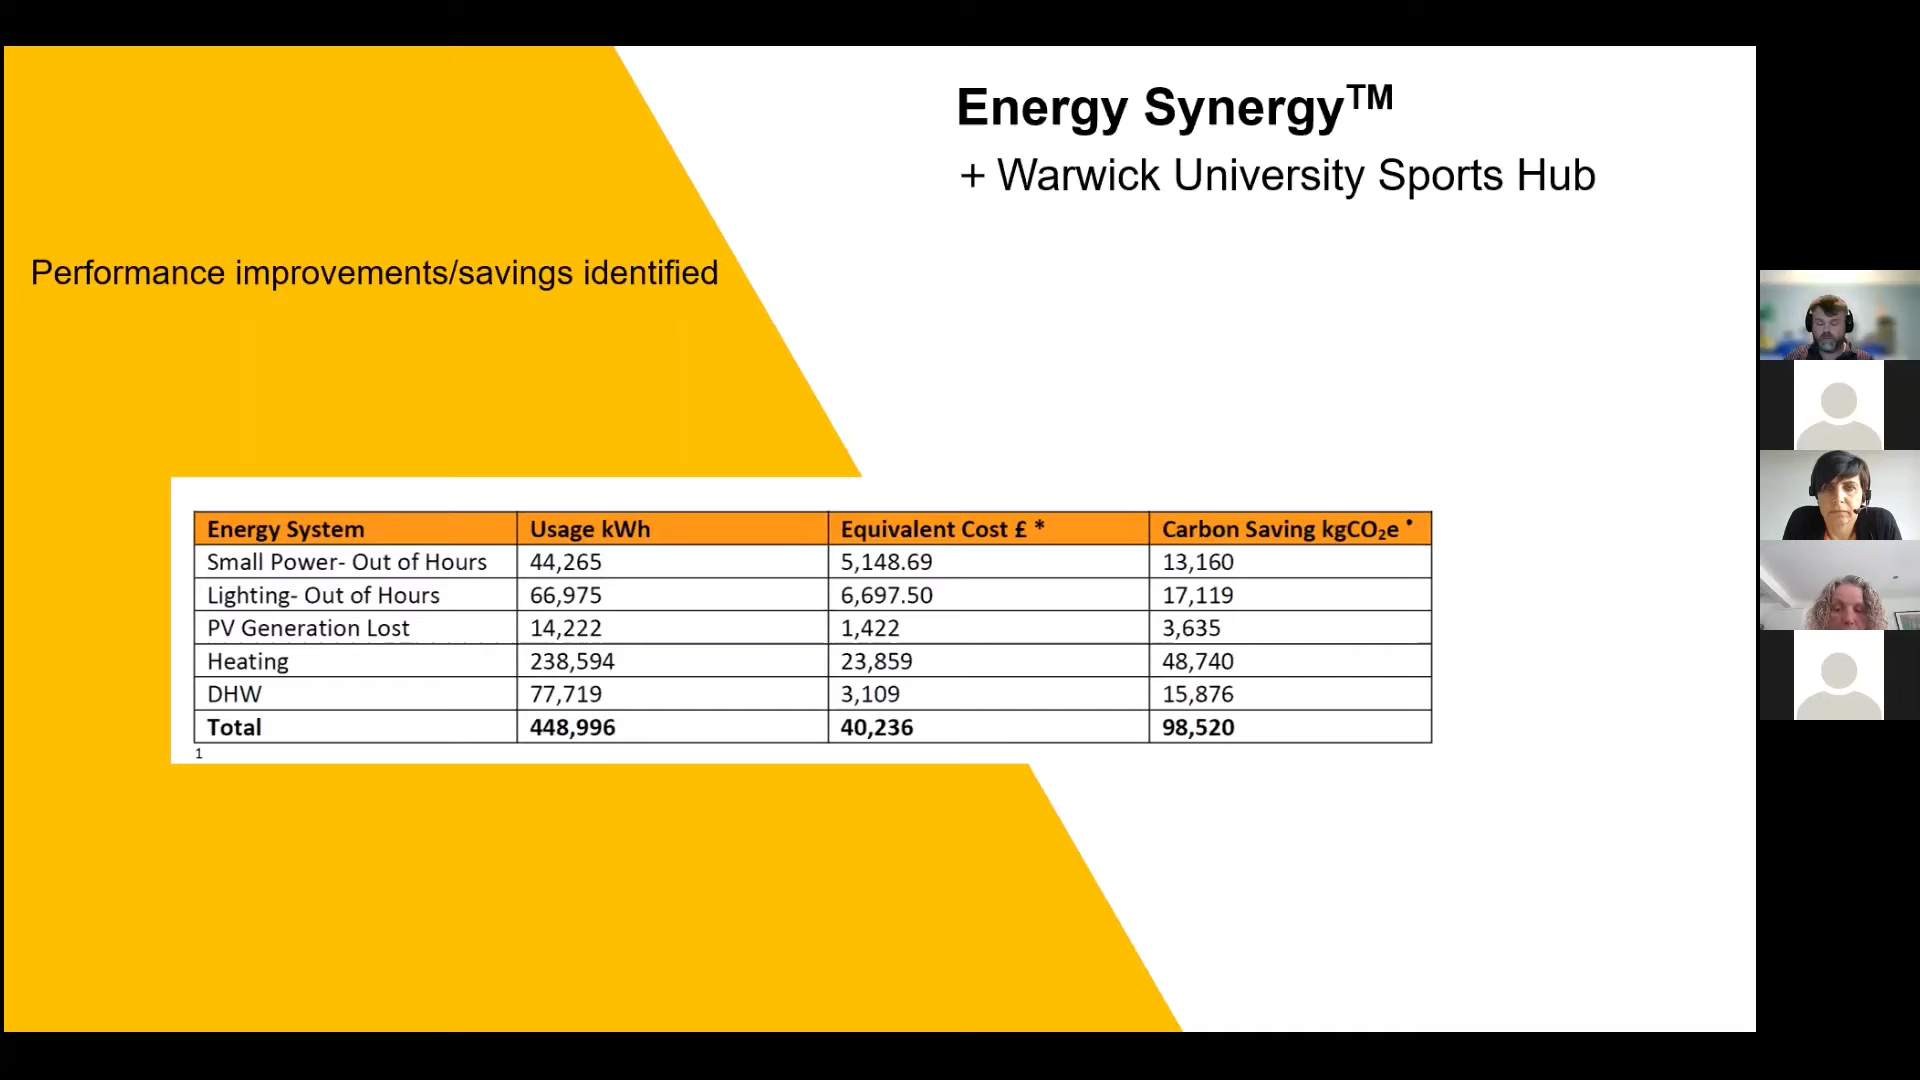 Energy Synergy™
+ Warwick University Sports Hub
Performance improvements/savings identified
Energy System Usage kWh Equivalent Cost £ * Carbon Saving kgCO₂e •
Small Power- Out of Hours 44,265 5,148.69 13,160
Lighting- Out of Hours 66,975 6,697.50 17,119
PV Generation Lost 14,222 1,422 3,635
Heating 238,594 23,859 48,740
DHW 77,719 3,109 15,876
Total 448,996 40,236 98,520
1